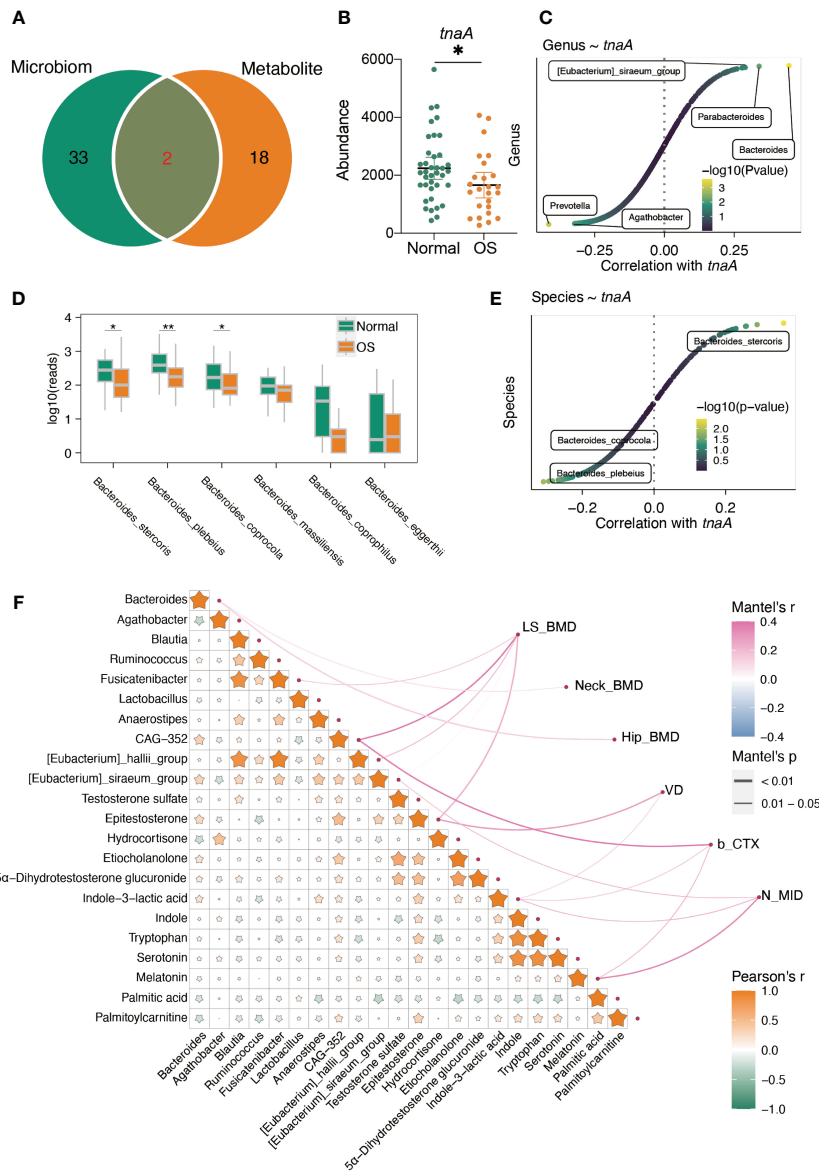 A
Microbiom
Metabolite
33
2
18
B
tnaA
*
Abundance
6000
4000
2000
0
Normal
OS
C
Genus ~ tnaA
Genus
[Eubacterium]_siraeum_group
Parabacteroides
Bacteroides
Prevotella
Agathobacter
−log10(Pvalue)
3
2
1
−0.25
0.00
0.25
Correlation with tnaA
D
log10(reads)
4
3
2
1
0
*
**
*
Normal
OS
Bacteroides_stercoris
Bacteroides_plebeius
Bacteroides_coprocola
Bacteroides_massiliensis
Bacteroides_coprophilus
Bacteroides_eggerthii
E
Species ~ tnaA
Species
Bacteroides_stercoris
Bacteroides_coprocola
Bacteroides_plebeius
−log10(p−value)
2.0
1.5
1.0
0.5
−0.2
0.0
0.2
Correlation with tnaA
F
Bacteroides
Agathobacter
Blautia
Ruminococcus
Fusicatenibacter
Lactobacillus
Anaerostipes
CAG−352
[Eubacterium]_hallii_group
[Eubacterium]_siraeum_group
Testosterone sulfate
Epitestosterone
Hydrocortisone
Etiocholanolone
5α−Dihydrotestosterone glucuronide
Indole−3−lactic acid
Indole
Tryptophan
Serotonin
Melatonin
Palmitic acid
Palmitoylcarnitine
Bacteroides
Agathobacter
Blautia
Ruminococcus
Fusicatenibacter
Lactobacillus
Anaerostipes
CAG−352
[Eubacterium]_hallii_group
[Eubacterium]_siraeum_group
Testosterone sulfate
Epitestosterone
Hydrocortisone
Etiocholanolone
5α−Dihydrotestosterone glucuronide
Indole−3−lactic acid
Indole
Tryptophan
Serotonin
Melatonin
Palmitic acid
Palmitoylcarnitine
LS_BMD
Neck_BMD
Hip_BMD
VD
b_CTX
N_MID
Mantel's r
0.4
0.2
0.0
−0.2
−0.4
Mantel's p
< 0.01
0.01 − 0.05
Pearson's r
1.0
0.5
0.0
−0.5
−1.0